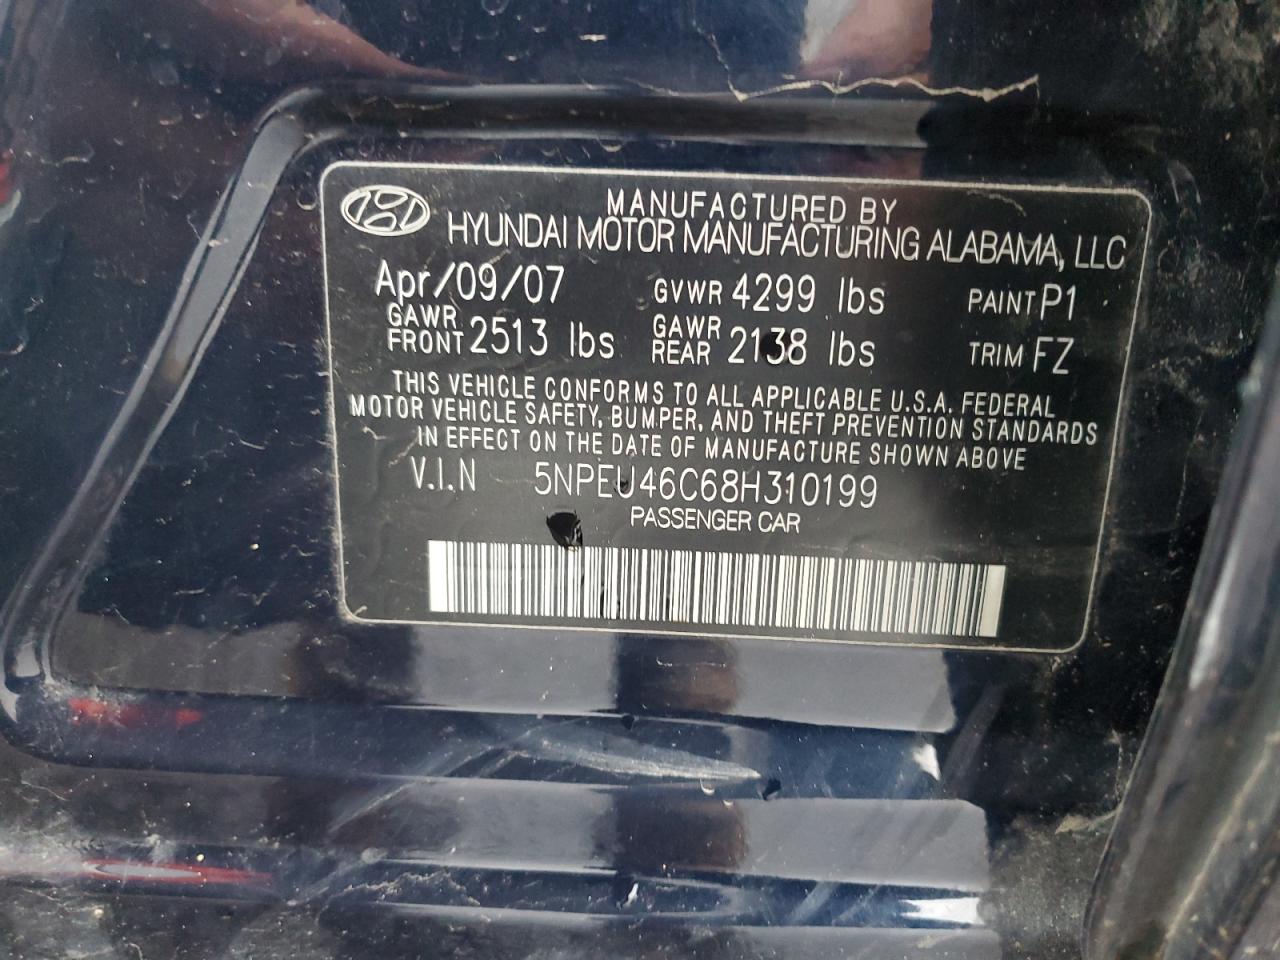 MANUFACTURED BY
HYUNDAI MOTOR MANUFACTURING ALABAMA, LLC
Apr/09/07 GVWR 4299 lbs PAINT P1
GAWR FRONT 2513 lbs GAWR REAR 2138 lbs TRIM FZ
THIS VEHICLE CONFORMS TO ALL APPLICABLE U.S.A. FEDERAL
MOTOR VEHICLE SAFETY, BUMPER, AND THEFT PREVENTION STANDARDS
IN EFFECT ON THE DATE OF MANUFACTURE SHOWN ABOVE
V.I.N 5NPEU46C68H310199
PASSENGER CAR